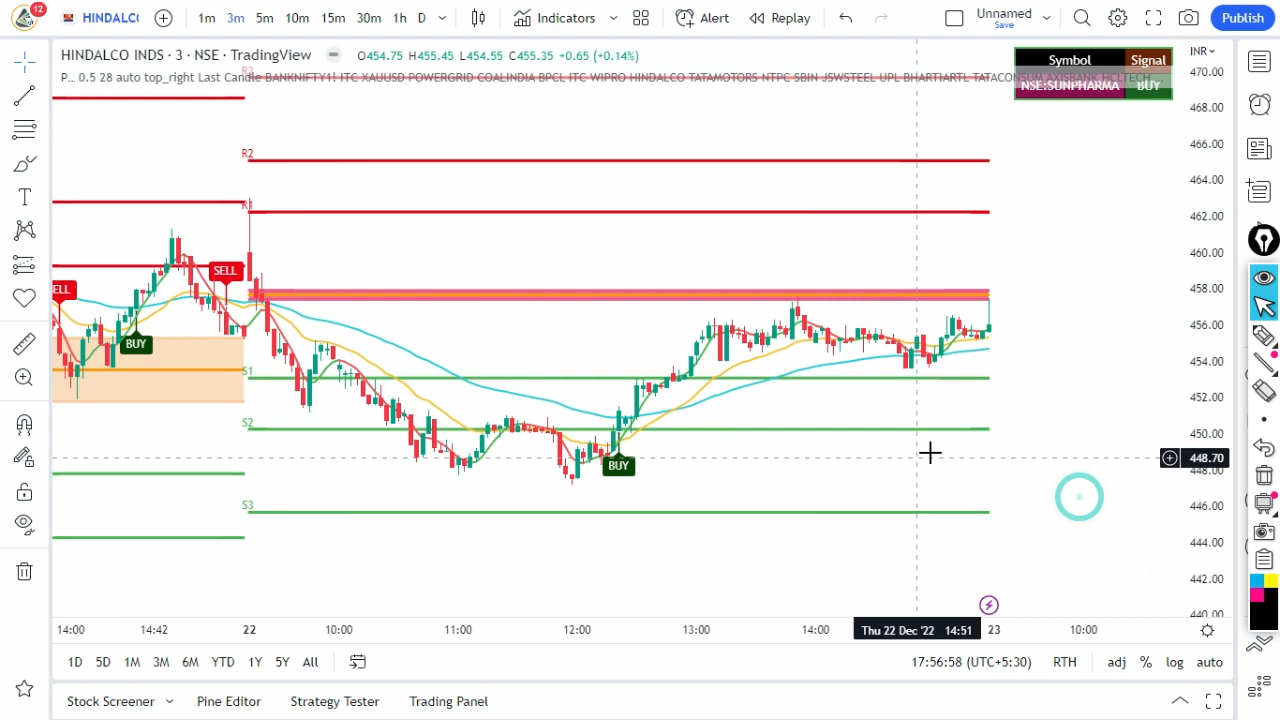 12
HINDALCO
1m 3m 5m 10m 15m 30m 1h D
Indicators
Alert
Replay
Unnamed
Save
Publish
HINDALCO INDS · 3 · NSE · TradingView
O454.75 H455.45 L454.55 C455.35 +0.65 (+0.14%)
P... 0.5 28 auto top_right Last Candle BANKNIFTY1! ITC XAUUSD POWERGRID COALINDIA BPCL ITC WIPRO HINDALCO TATAMOTORS NTPC SBIN JSWSTEEL UPL BHARTIARTL TATACONSUM AXISBANK HCLTECH
Symbol Signal
NSE:SUNPHARMA BUY
INR
470.00
468.00
466.00
464.00
462.00
460.00
458.00
456.00
454.00
452.00
450.00
448.70
448.00
446.00
444.00
442.00
440.00
R3
R2
R1
S1
S2
S3
ELL
BUY
SELL
BUY
14:00 14:42 22 10:00 11:00 12:00 13:00 14:00 Thu 22 Dec '22 14:51 23 10:00
1D 5D 1M 3M 6M YTD 1Y 5Y All
17:56:58 (UTC+5:30) RTH adj % log auto
Stock Screener Pine Editor Strategy Tester Trading Panel